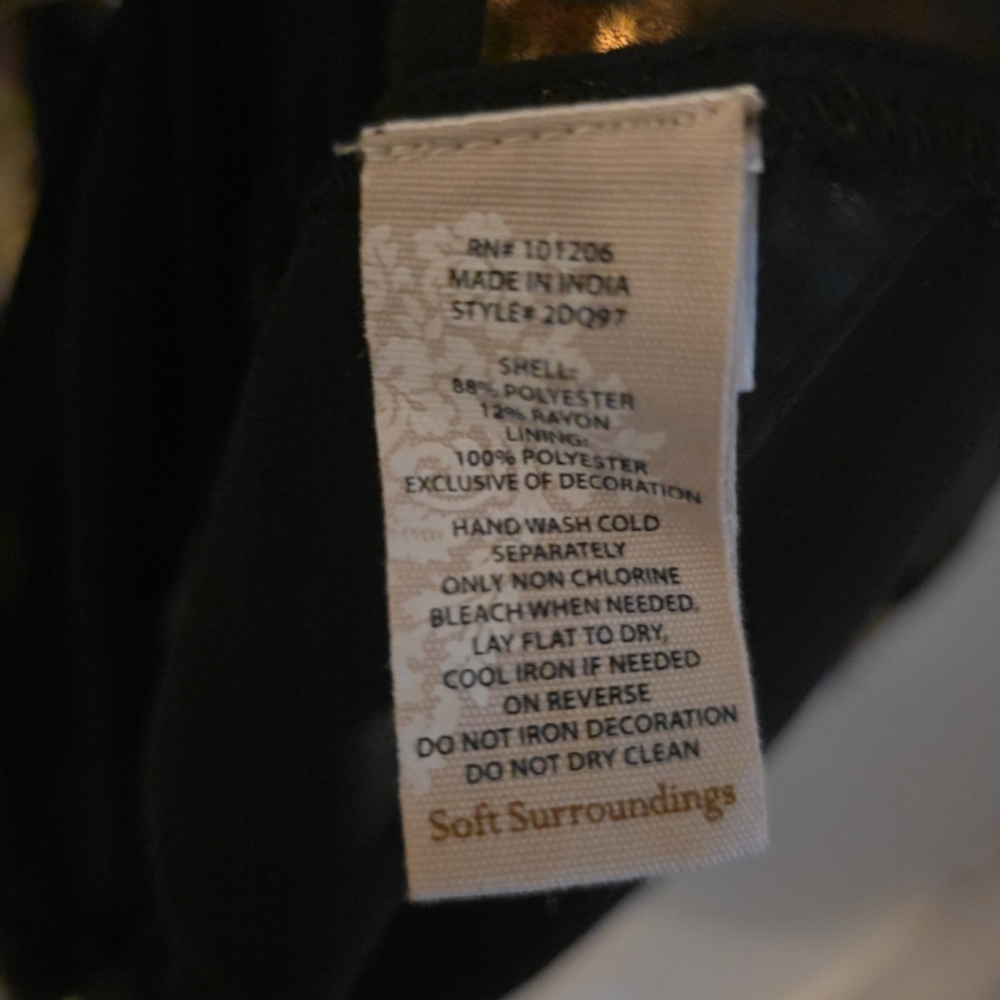 RN# 101206
MADE IN INDIA
STYLE# 2DQ97
SHELL:
88% POLYESTER
12% RAYON
LINING:
100% POLYESTER
EXCLUSIVE OF DECORATION
HAND WASH COLD
SEPARATELY
ONLY NON CHLORINE
BLEACH WHEN NEEDED.
LAY FLAT TO DRY,
COOL IRON IF NEEDED
ON REVERSE
DO NOT IRON DECORATION
DO NOT DRY CLEAN
Soft Surroundings